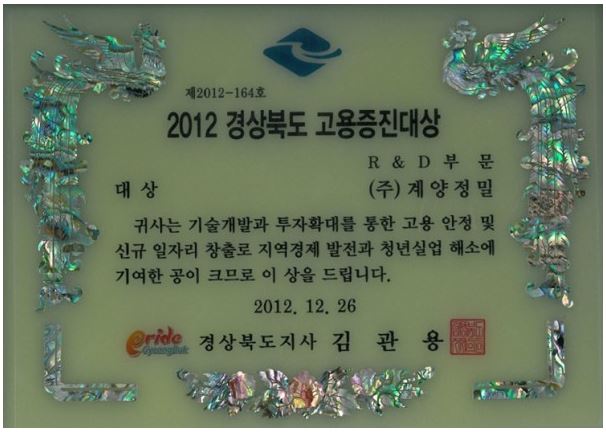 제2012-164호
2012 경상북도 고용증진대상
R & D 부 문
대 상 (주) 계양정밀
귀사는 기술개발과 투자확대를 통한 고용 안정 및
신규 일자리 창출로 지역경제 발전과 청년실업 해소에
기여한 공이 크므로 이 상을 드립니다.
2012. 12. 26
Pride GyeongBuk 경상북도지사 김 관 용